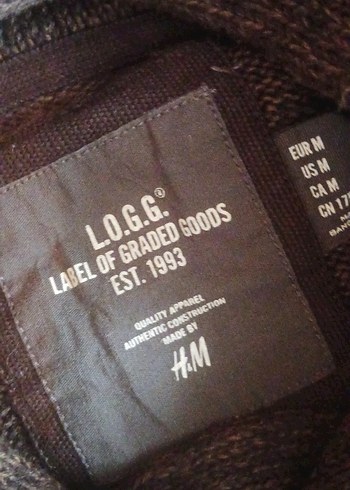 L.O.G.G.®
LABEL OF GRADED GOODS
EST. 1993
QUALITY APPAREL
AUTHENTIC CONSTRUCTION
MADE BY
H&M
EUR M
US M
CA M